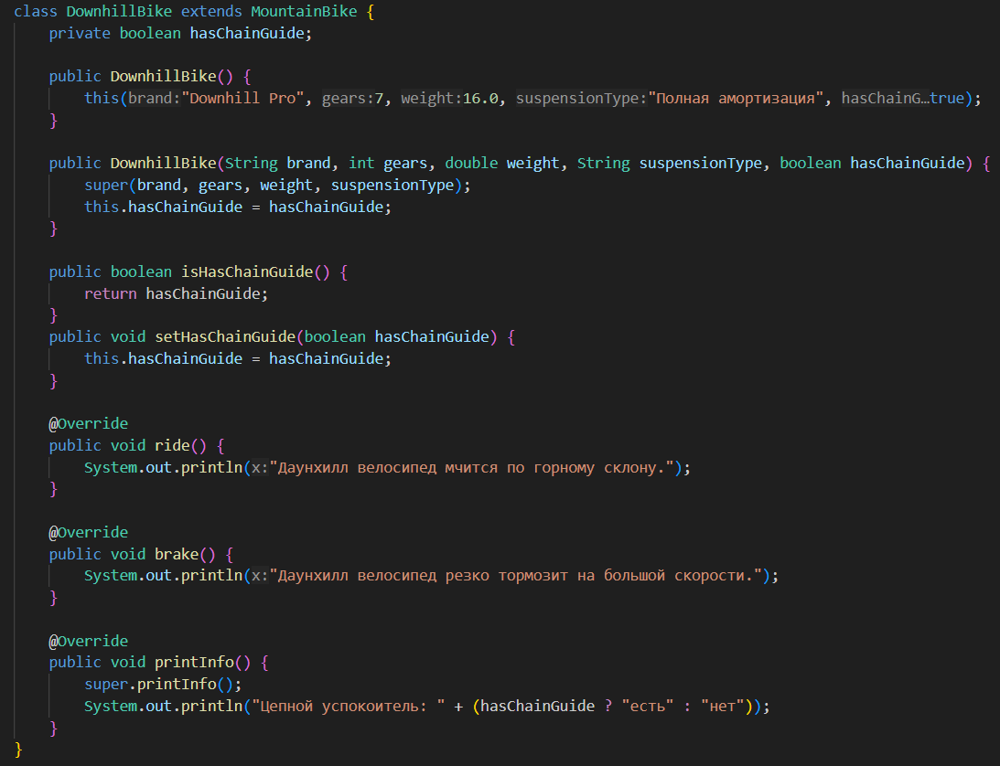 class DownhillBike extends MountainBike {
    private boolean hasChainGuide;

    public DownhillBike() {
        this(brand:"Downhill Pro", gears:7, weight:16.0, suspensionType:"Полная амортизация", hasChainG…true);
    }

    public DownhillBike(String brand, int gears, double weight, String suspensionType, boolean hasChainGuide) {
        super(brand, gears, weight, suspensionType);
        this.hasChainGuide = hasChainGuide;
    }

    public boolean isHasChainGuide() {
        return hasChainGuide;
    }
    public void setHasChainGuide(boolean hasChainGuide) {
        this.hasChainGuide = hasChainGuide;
    }

    @Override
    public void ride() {
        System.out.println(x:"Даунхилл велосипед мчится по горному склону.");
    }

    @Override
    public void brake() {
        System.out.println(x:"Даунхилл велосипед резко тормозит на большой скорости.");
    }

    @Override
    public void printInfo() {
        super.printInfo();
        System.out.println("Цепной успокоитель: " + (hasChainGuide ? "есть" : "нет"));
    }
}